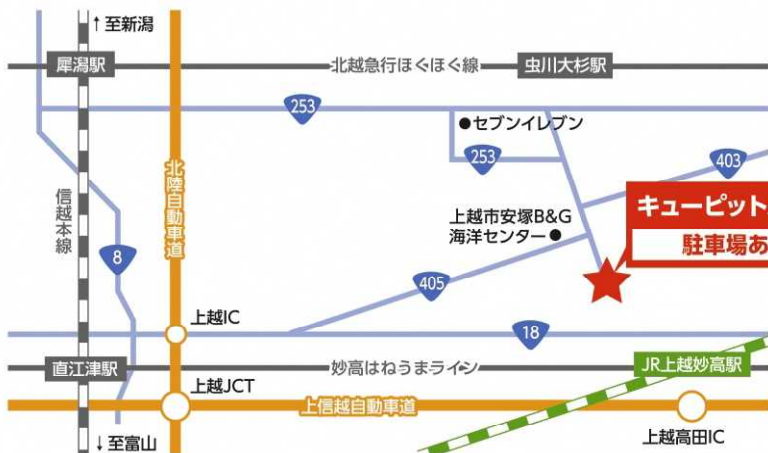 ↑至新潟
犀潟駅
北越急行ほくほく線
虫川大杉駅
253
セブンイレブン
253
403
北陸自動車道
信越本線
8
上越市安塚B&G
海洋センター
キューピット
駐車場あ
405
上越IC
18
直江津駅
妙高はねうまライン
JR上越妙高駅
上越JCT
上信越自動車道
上越高田IC
↓至富山